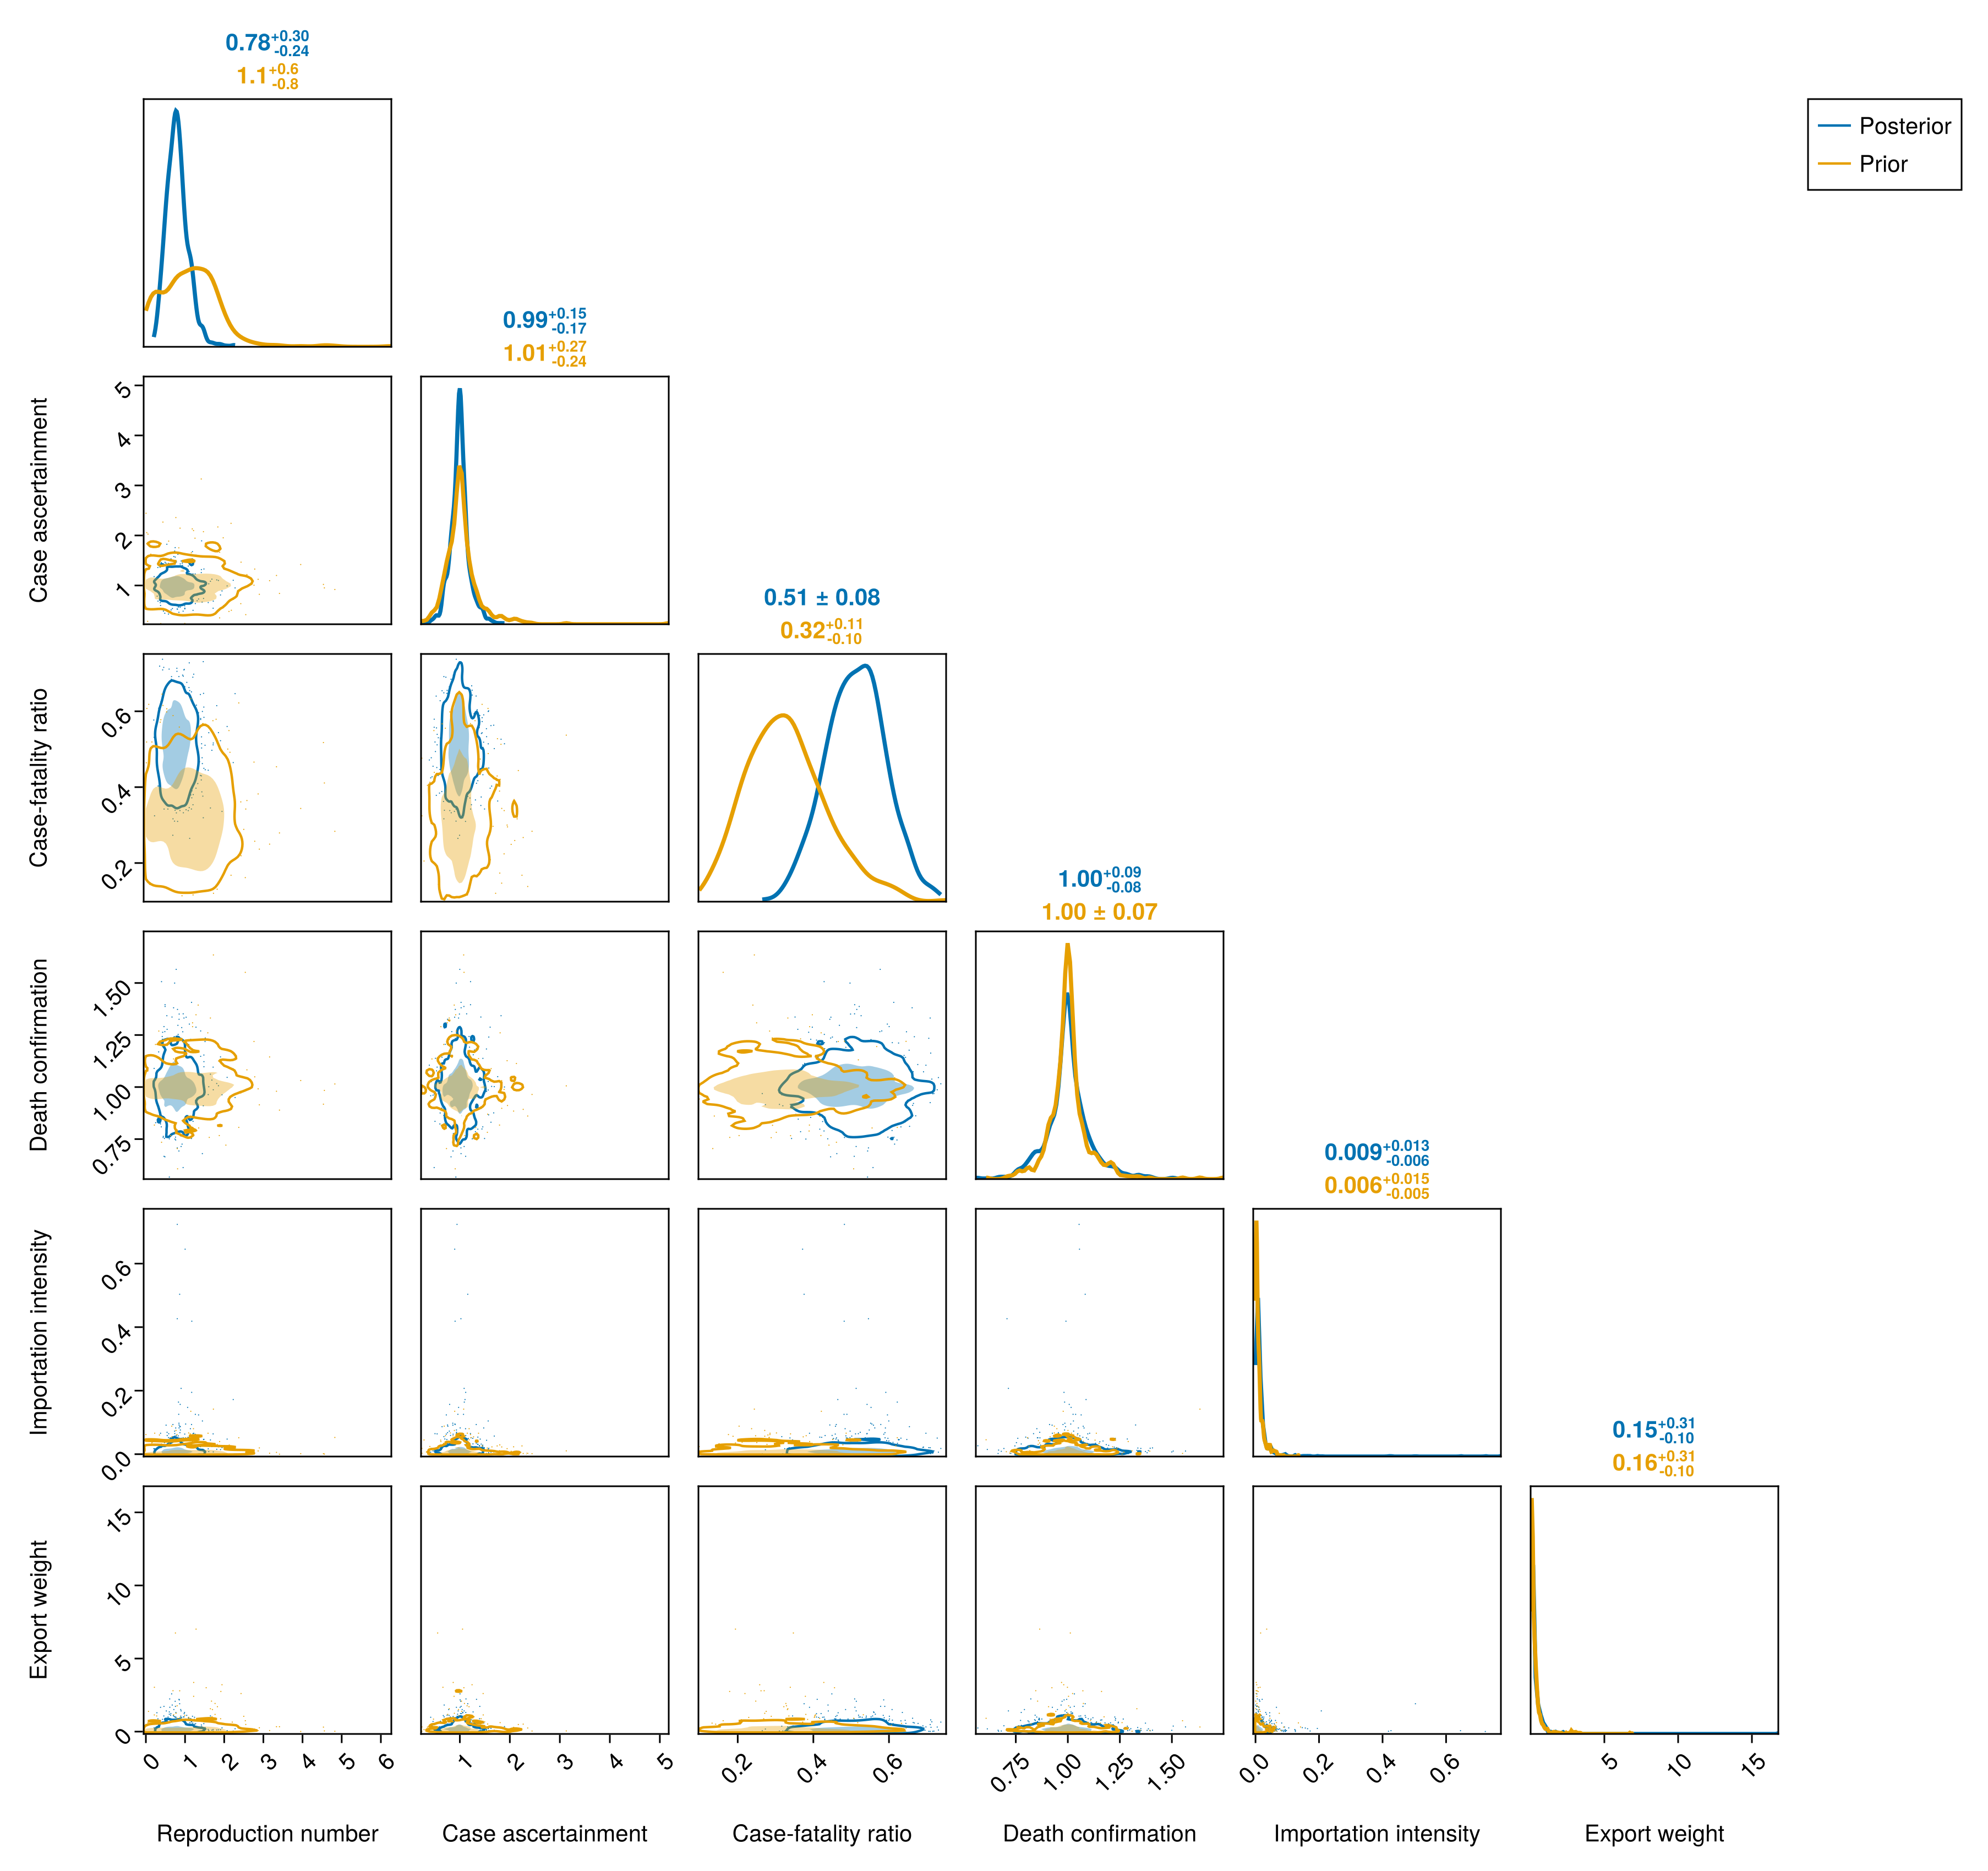 0.78+0.30-0.24
1.1+0.6-0.8
Posterior
Prior
0.99+0.15-0.17
1.01+0.27-0.24
Case ascertainment
5
4
3
2
1
0.51 ± 0.08
0.32+0.11-0.10
Case-fatality ratio
0.6
0.4
0.2
1.00+0.09-0.08
1.00 ± 0.07
Death confirmation
1.50
1.25
1.00
0.75
0.009+0.013-0.006
0.006+0.015-0.005
Importation intensity
0.6
0.4
0.2
0.0
0.15+0.31-0.10
0.16+0.31-0.10
Export weight
15
10
5
0
0 1 2 3 4 5 6
1 2 3 4 5
0.2 0.4 0.6
0.75 1.00 1.25 1.50
0.0 0.2 0.4 0.6
5 10 15
Reproduction number
Case ascertainment
Case-fatality ratio
Death confirmation
Importation intensity
Export weight